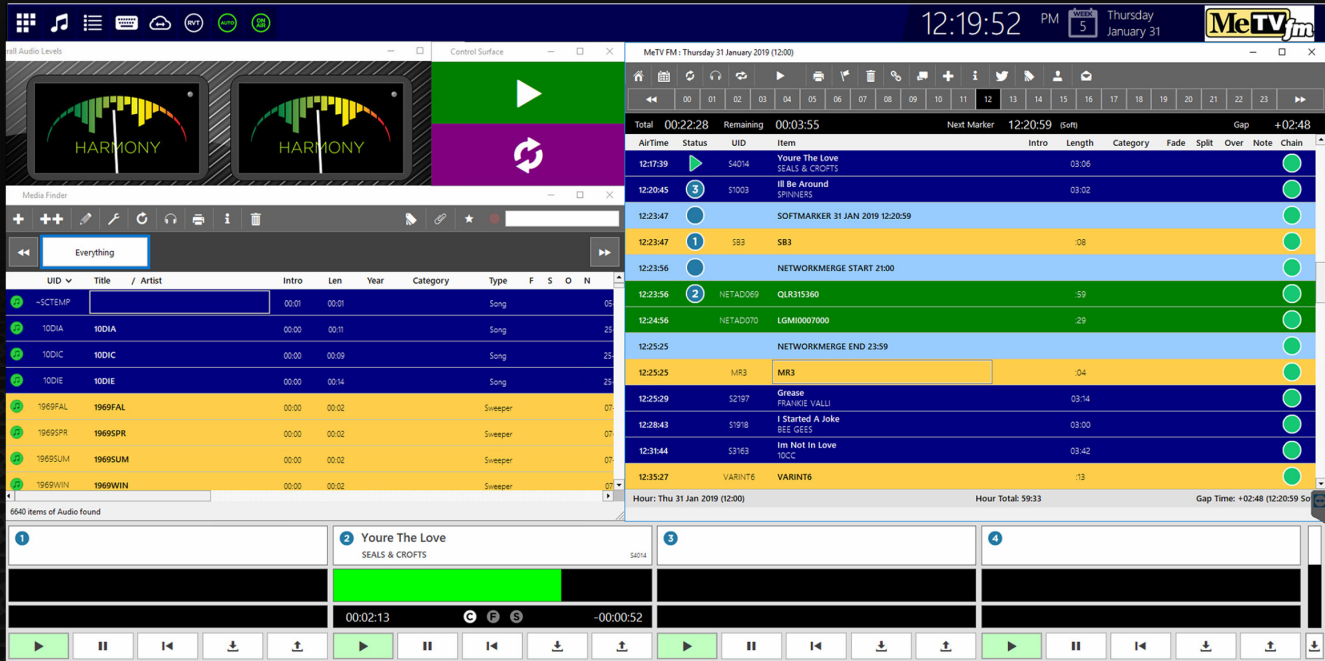 RVT AUTO ON AIR 12:19:52 PM WEEK 5 Thursday January 31 MeTVfm
rall Audio Levels
HARMONY HARMONY
Control Surface
Media Finder
Everything
UID Title / Artist Intro Len Year Category Type F S O N
~SCTEMP 00:01 00:01 Song 05-
10DIA 10DIA 00:00 00:11 Song 25-
10DIC 10DIC 00:00 00:09 Song 25-
10DIE 10DIE 00:00 00:14 Song 25-
1969FAL 1969FAL 00:00 00:02 Sweeper 07-
1969SPR 1969SPR 00:00 00:02 Sweeper 07-
1969SUM 1969SUM 00:00 00:02 Sweeper 07-
1969WIN 1969WIN 00:00 00:02 Sweeper 07-
6640 items of Audio found
MeTV FM : Thursday 31 January 2019 (12:00)
00 01 02 03 04 05 06 07 08 09 10 11 12 13 14 15 16 17 18 19 20 21 22 23
Total 00:22:28 Remaining 00:03:55 Next Marker 12:20:59 (Soft) Gap +02:48
AirTime Status UID Item Intro Length Category Fade Split Over Note Chain
12:17:39 S4014 Youre The Love 03:06
SEALS & CROFTS
12:20:45 3 S1003 Ill Be Around 03:02
SPINNERS
12:23:47 SOFTMARKER 31 JAN 2019 12:20:59
12:23:47 1 SB3 SB3 :08
12:23:56 NETWORKMERGE START 21:00
12:23:56 2 NETAD069 QLR315360 :59
12:24:56 NETAD070 LGMI0007000 :29
12:25:25 NETWORKMERGE END 23:59
12:25:25 MR3 MR3 :04
12:25:29 S2197 Grease 03:14
FRANKIE VALLI
12:28:43 S1918 I Started A Joke 03:00
BEE GEES
12:31:44 S3163 Im Not In Love 03:42
10CC
12:35:27 VARINT6 VARINT6 :13
Hour: Thu 31 Jan 2019 (12:00) Hour Total: 59:33 Gap Time: +02:48 (12:20:59 So
1 2 Youre The Love 3 4
SEALS & CROFTS S4014
00:02:13 C F S -00:00:52